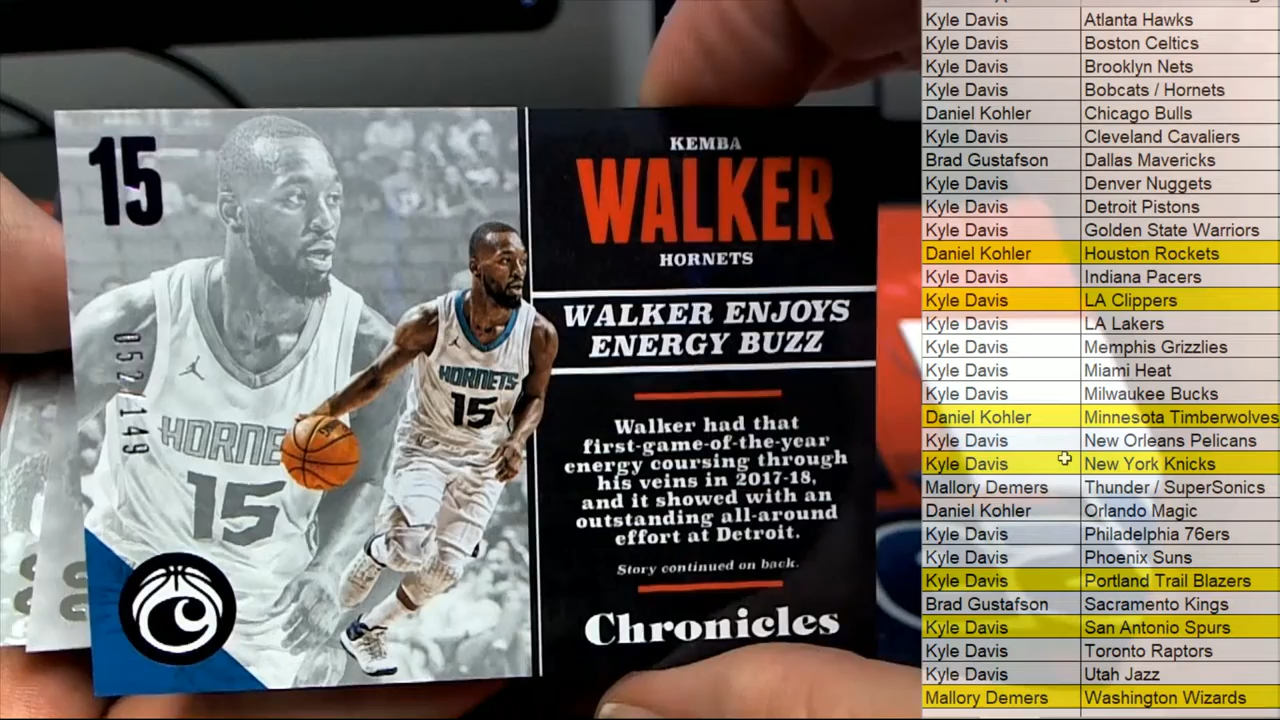 15
KEMBA
WALKER
HORNETS
WALKER ENJOYS
ENERGY BUZZ
Walker had that
first-game-of-the-year
energy coursing through
his veins in 2017-18,
and it showed with an
outstanding all-around
effort at Detroit.
Story continued on back.
Chronicles
052/149
HORNE
15
HORNETS
15
C
Kyle Davis Atlanta Hawks
Kyle Davis Boston Celtics
Kyle Davis Brooklyn Nets
Kyle Davis Bobcats / Hornets
Daniel Kohler Chicago Bulls
Kyle Davis Cleveland Cavaliers
Brad Gustafson Dallas Mavericks
Kyle Davis Denver Nuggets
Kyle Davis Detroit Pistons
Kyle Davis Golden State Warriors
Daniel Kohler Houston Rockets
Kyle Davis Indiana Pacers
Kyle Davis LA Clippers
Kyle Davis LA Lakers
Kyle Davis Memphis Grizzlies
Kyle Davis Miami Heat
Kyle Davis Milwaukee Bucks
Daniel Kohler Minnesota Timberwolves
Kyle Davis New Orleans Pelicans
Kyle Davis New York Knicks
Mallory Demers Thunder / SuperSonics
Daniel Kohler Orlando Magic
Kyle Davis Philadelphia 76ers
Kyle Davis Phoenix Suns
Kyle Davis Portland Trail Blazers
Brad Gustafson Sacramento Kings
Kyle Davis San Antonio Spurs
Kyle Davis Toronto Raptors
Kyle Davis Utah Jazz
Mallory Demers Washington Wizards